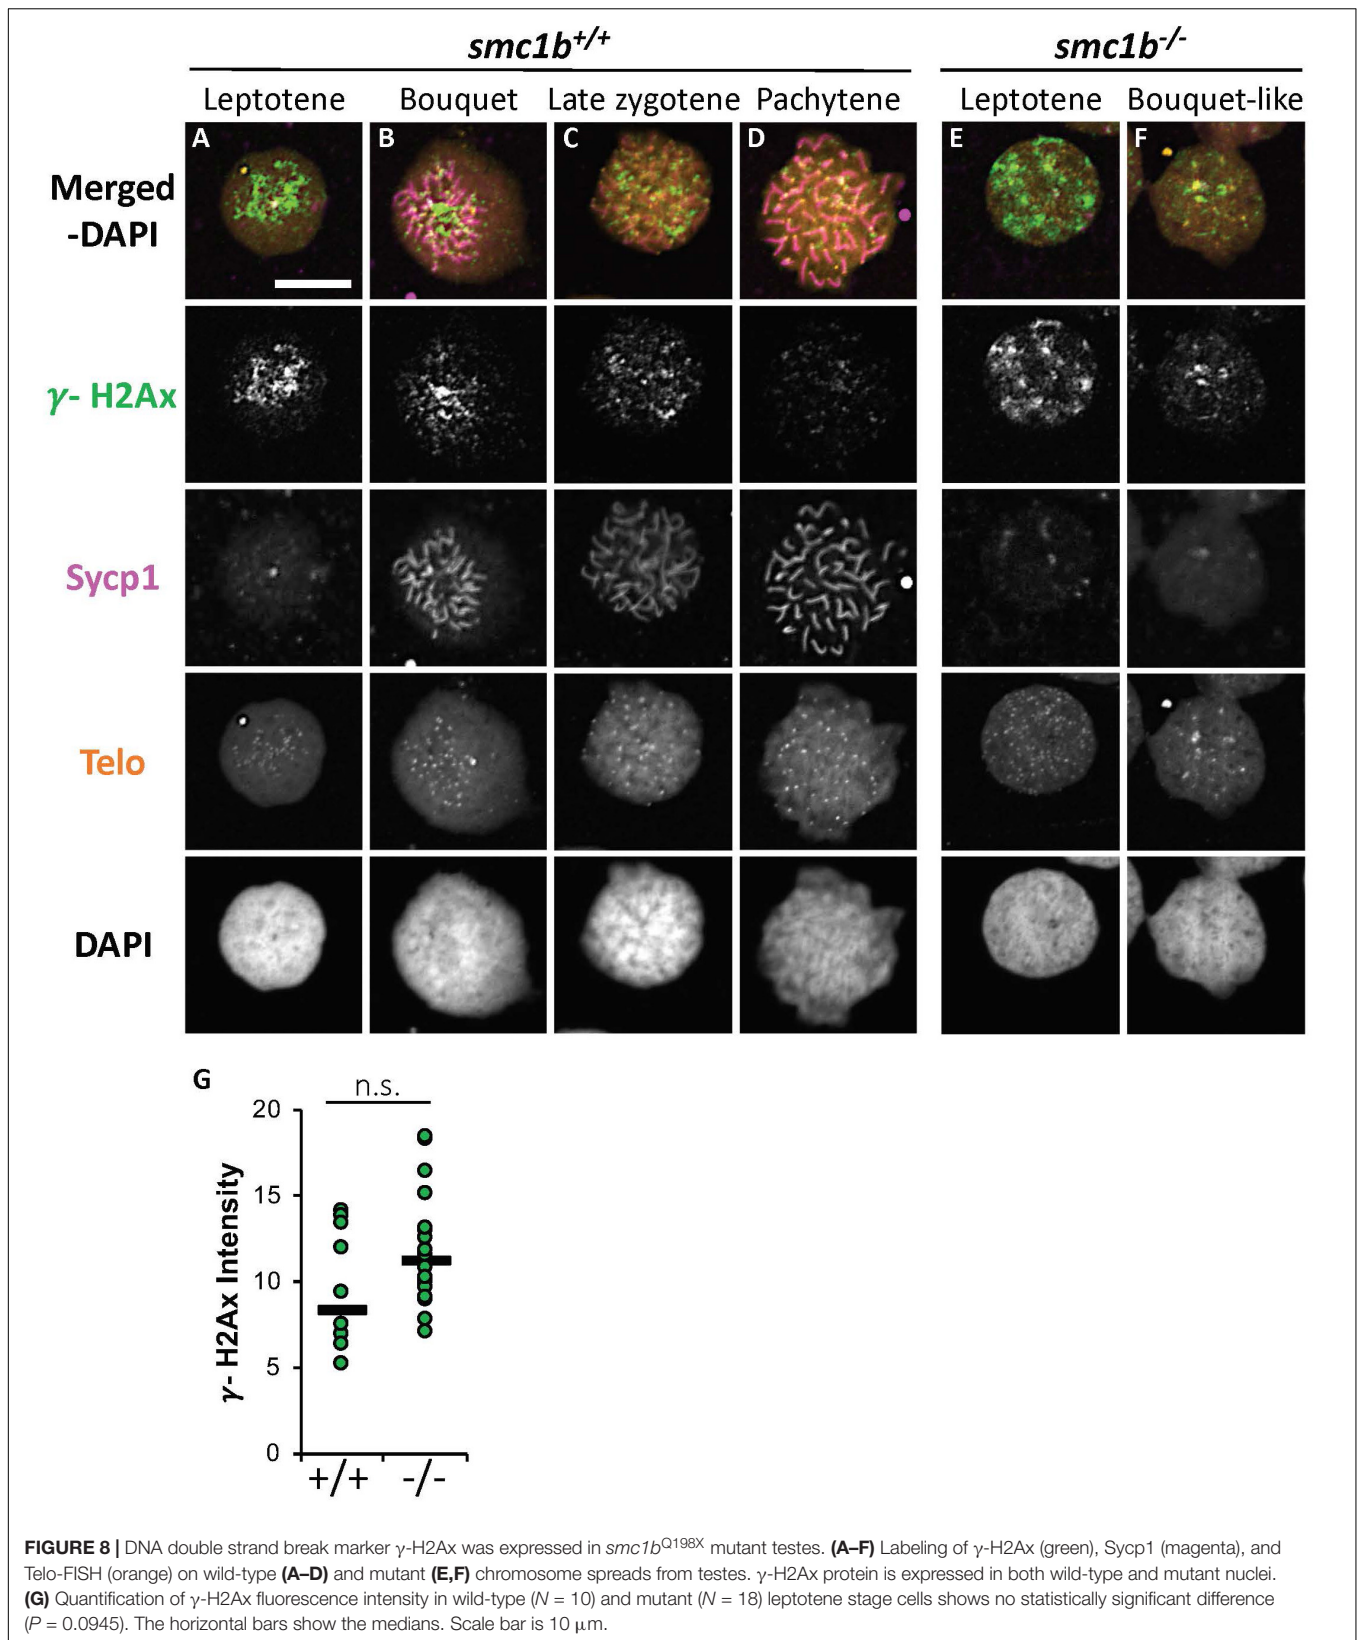 smc1b+/+ smc1b-/-
Leptotene Bouquet Late zygotene Pachytene Leptotene Bouquet-like
A B C D E F
Merged
-DAPI
γ- H2Ax
Sycp1
Telo
DAPI
G
n.s.
20
15
10
5
0
γ- H2Ax Intensity
+/+ -/-
FIGURE 8 | DNA double strand break marker γ-H2Ax was expressed in smc1bQ198X mutant testes. (A–F) Labeling of γ-H2Ax (green), Sycp1 (magenta), and
Telo-FISH (orange) on wild-type (A–D) and mutant (E,F) chromosome spreads from testes. γ-H2Ax protein is expressed in both wild-type and mutant nuclei.
(G) Quantification of γ-H2Ax fluorescence intensity in wild-type (N = 10) and mutant (N = 18) leptotene stage cells shows no statistically significant difference
(P = 0.0945). The horizontal bars show the medians. Scale bar is 10 μm.